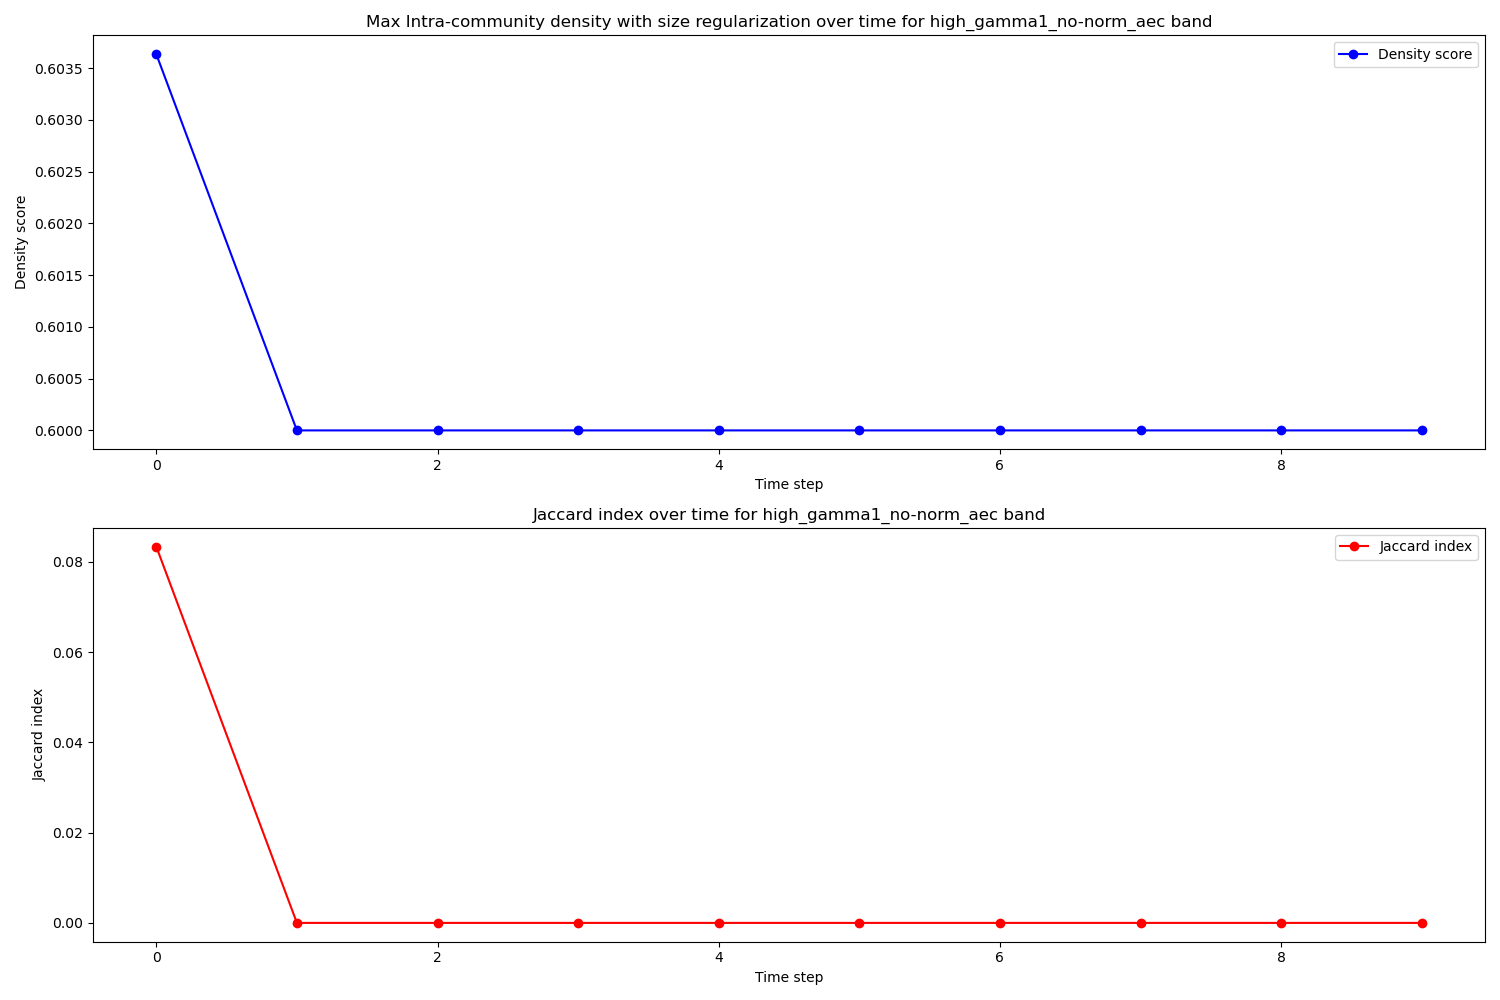 Max Intra-community density with size regularization over time for high_gamma1_no-norm_aec band
Density score
0.6035
0.6030
0.6025
0.6020
0.6015
0.6010
0.6005
0.6000
Density score
0 2 4 6 8
Time step
Jaccard index over time for high_gamma1_no-norm_aec band
Jaccard index
0.08
0.06
0.04
0.02
0.00
Jaccard index
0 2 4 6 8
Time step